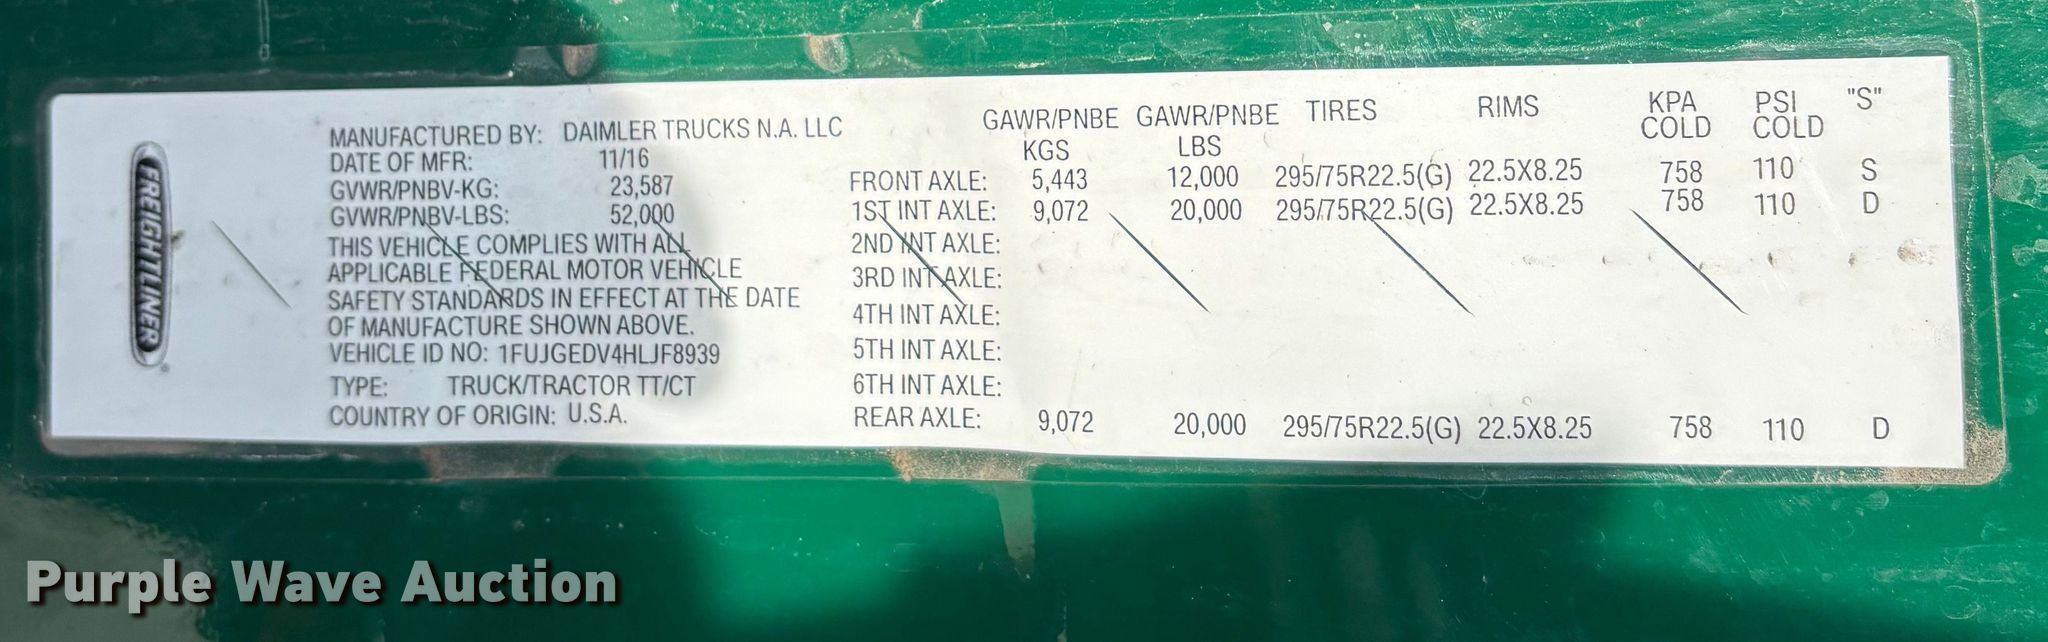 FREIGHTLINER
MANUFACTURED BY: DAIMLER TRUCKS N.A. LLC
DATE OF MFR: 11/16
GVWR/PNBV-KG: 23,587
GVWR/PNBV-LBS: 52,000
THIS VEHICLE COMPLIES WITH ALL
APPLICABLE FEDERAL MOTOR VEHICLE
SAFETY STANDARDS IN EFFECT AT THE DATE
OF MANUFACTURE SHOWN ABOVE.
VEHICLE ID NO: 1FUJGEDV4HLJF8939
TYPE: TRUCK/TRACTOR TT/CT
COUNTRY OF ORIGIN: U.S.A.
GAWR/PNBE GAWR/PNBE TIRES RIMS KPA PSI "S"
KGS LBS COLD COLD
FRONT AXLE: 5,443 12,000 295/75R22.5(G) 22.5X8.25 758 110 S
1ST INT AXLE: 9,072 20,000 295/75R22.5(G) 22.5X8.25 758 110 D
2ND INT AXLE:
3RD INT AXLE:
4TH INT AXLE:
5TH INT AXLE:
6TH INT AXLE:
REAR AXLE: 9,072 20,000 295/75R22.5(G) 22.5X8.25 758 110 D
Purple Wave Auction